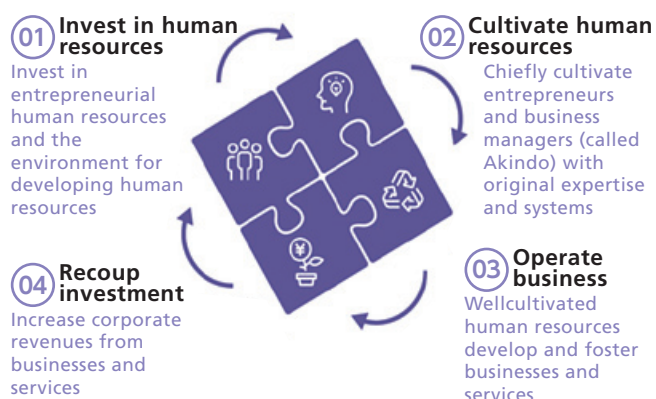 01 Invest in human
resources
Invest in
entrepreneurial
human resources
and the
environment for
developing human
resources
02 Cultivate human
resources
Chiefly cultivate
entrepreneurs
and business
managers (called
Akindo) with
original expertise
and systems
03 Operate
business
Wellcultivated
human resources
develop and foster
businesses and
services
04 Recoup
investment
Increase corporate
revenues from
businesses and
services
¥